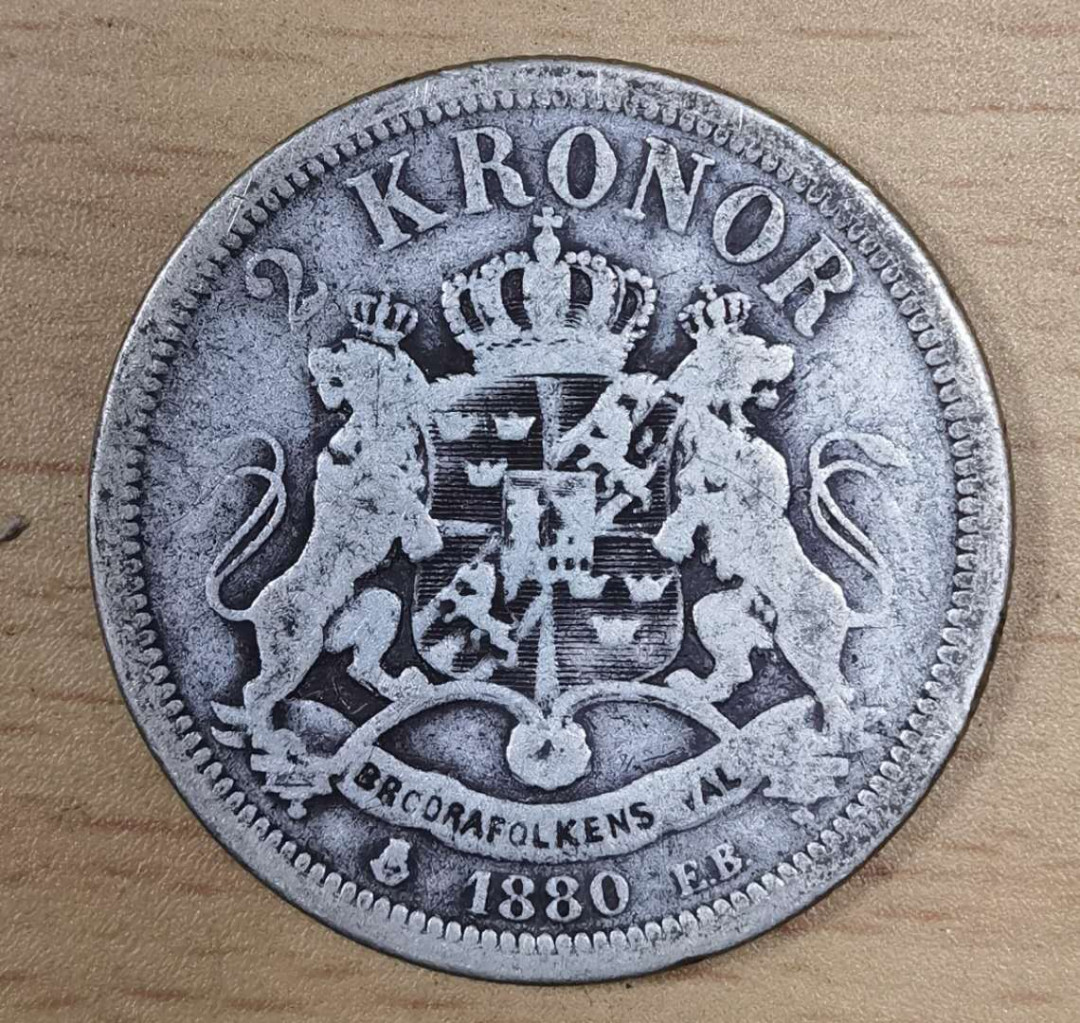 2 KRONOR
BRODRAFOLKENS VAL
1880 E.B.